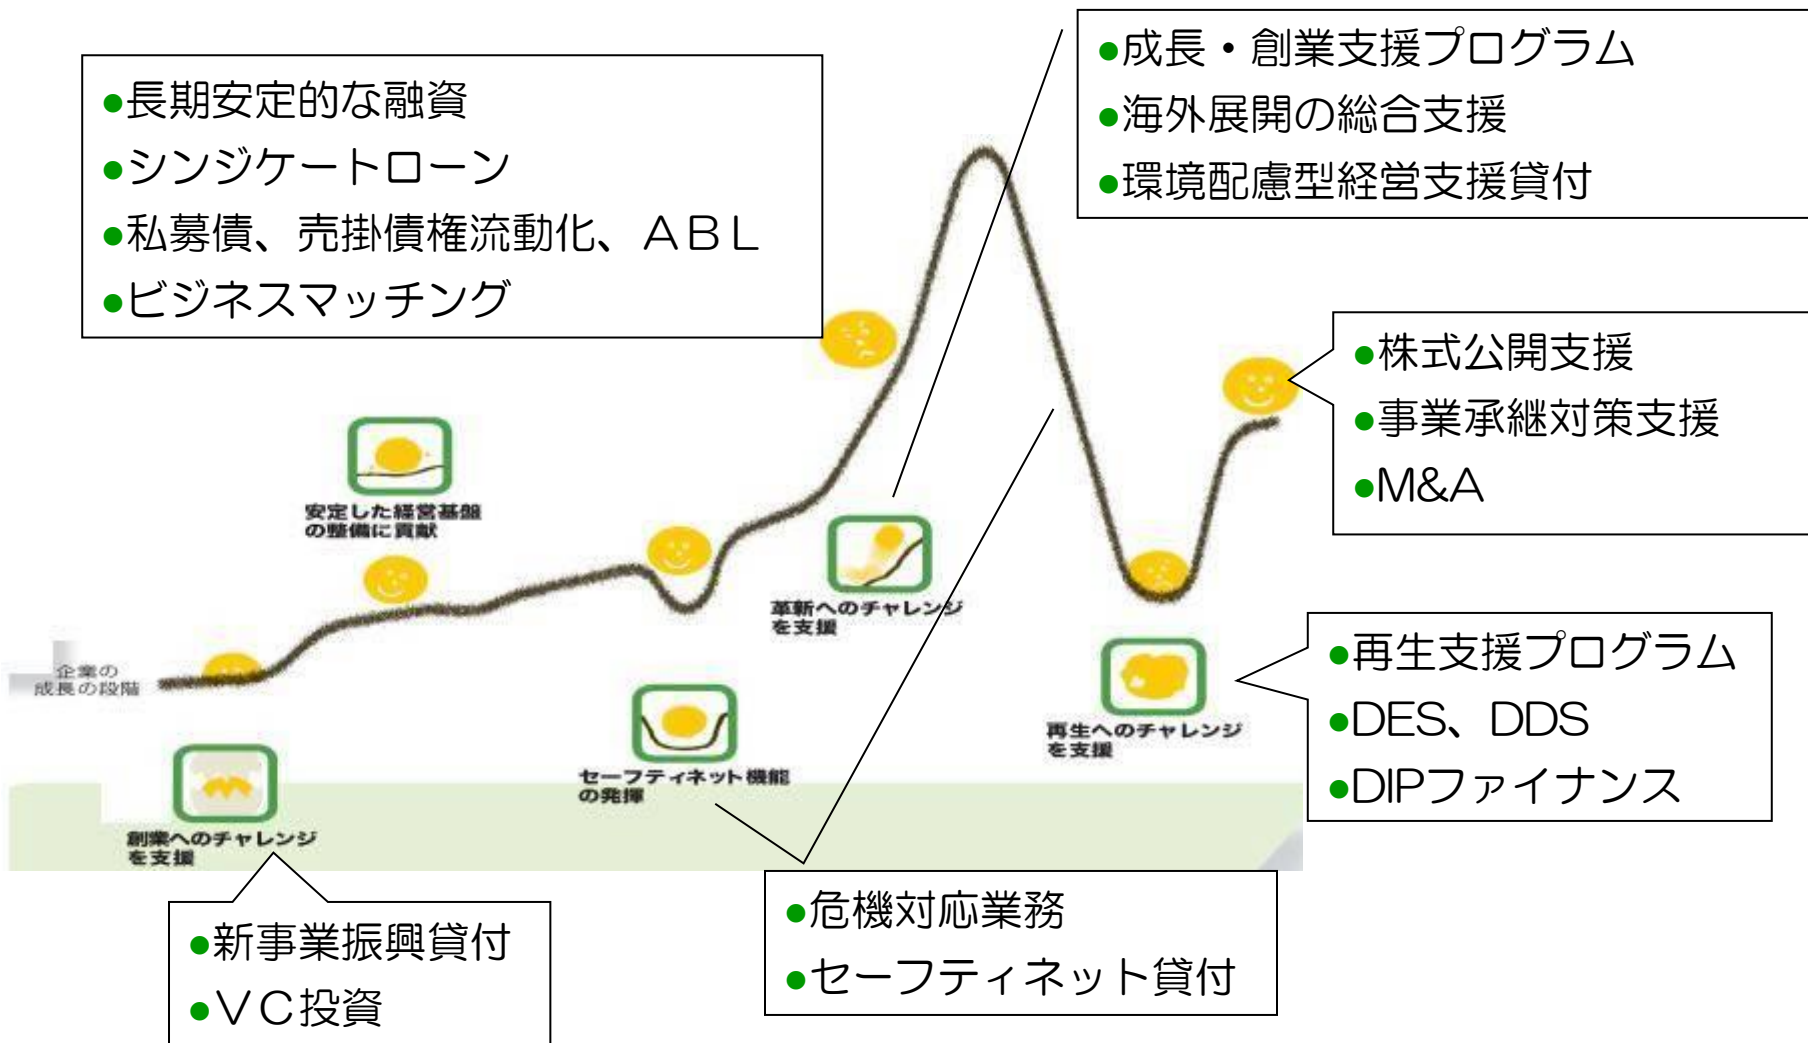 ●長期安定的な融資
●シンジケートローン
●私募債、売掛債権流動化、ABL
●ビジネスマッチング
●成長・創業支援プログラム
●海外展開の総合支援
●環境配慮型経営支援貸付
●株式公開支援
●事業承継対策支援
●M&A
安定した経営基盤
の整備に貢献
革新へのチャレンジ
を支援
企業の
成長の段階
再生へのチャレンジ
を支援
●再生支援プログラム
●DES、DDS
●DIPファイナンス
セーフティネット機能
の発揮
創業へのチャレンジ
を支援
●新事業振興貸付
●VC投資
●危機対応業務
●セーフティネット貸付